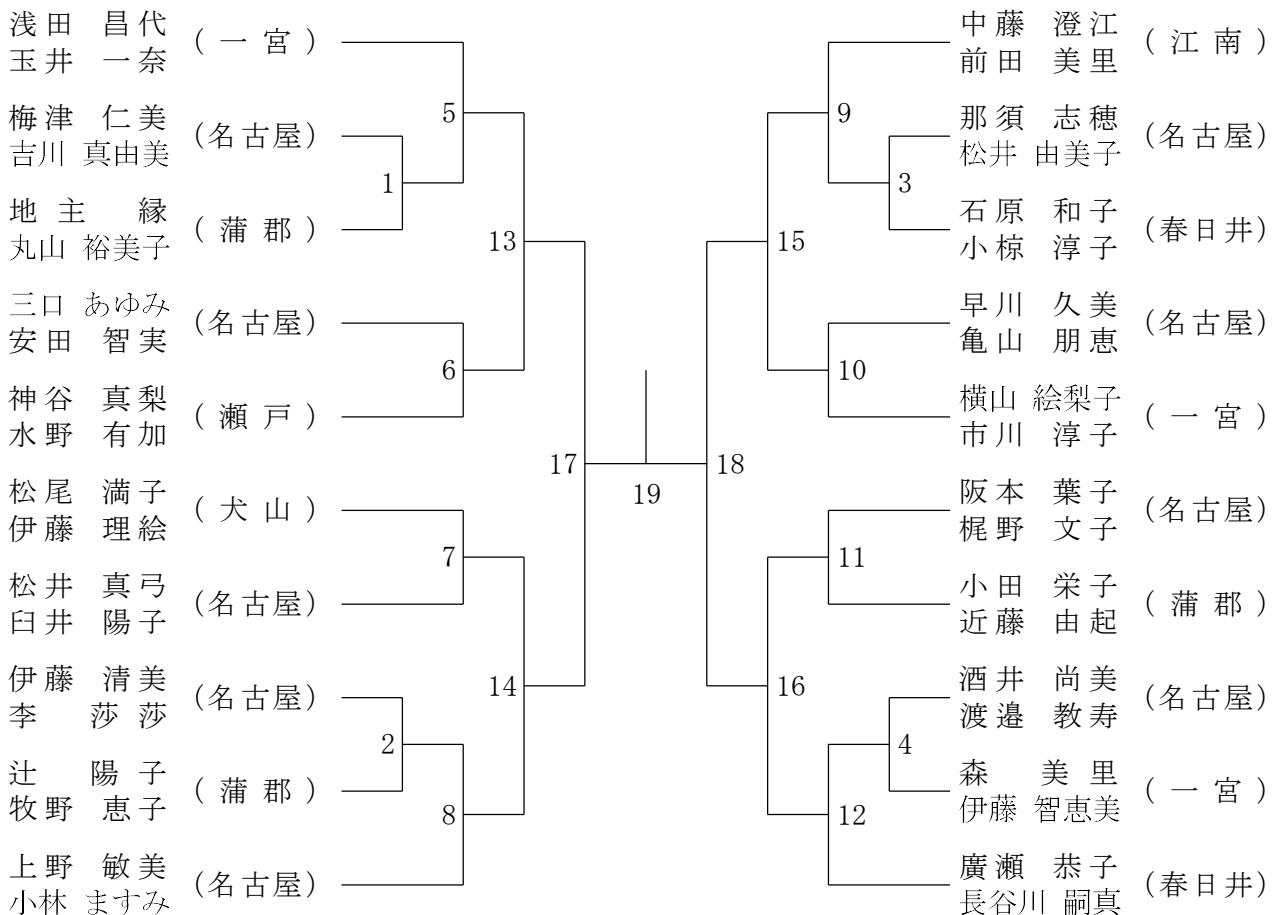 浅田 昌代
玉井 一奈
(一宮)
梅津 仁美
吉川 真由美
(名古屋)
地主 縁
丸山 裕美子
(蒲郡)
三口 あゆみ
安田 智実
(名古屋)
神谷 真梨
水野 有加
(瀬戸)
松尾 満子
伊藤 理絵
(犬山)
松井 真弓
臼井 陽子
(名古屋)
伊藤 清美
李 莎莎
(名古屋)
辻 陽子
牧野 恵子
(蒲郡)
上野 敏美
小林 ますみ
(名古屋)
5
1
13
6
17
7
14
2
8
19
9
3
15
10
18
11
16
4
12
中藤 澄江
前田 美里
(江南)
那須 志穂
松井 由美子
(名古屋)
石原 和子
小椋 淳子
(春日井)
早川 久美
亀山 朋恵
(名古屋)
横山 絵梨子
市川 淳子
(一宮)
阪本 葉子
梶野 文子
(名古屋)
小田 栄子
近藤 由起
(蒲郡)
酒井 尚美
渡邉 教寿
(名古屋)
森 美里
伊藤 智恵美
(一宮)
廣瀬 恭子
長谷川 嗣真
(春日井)